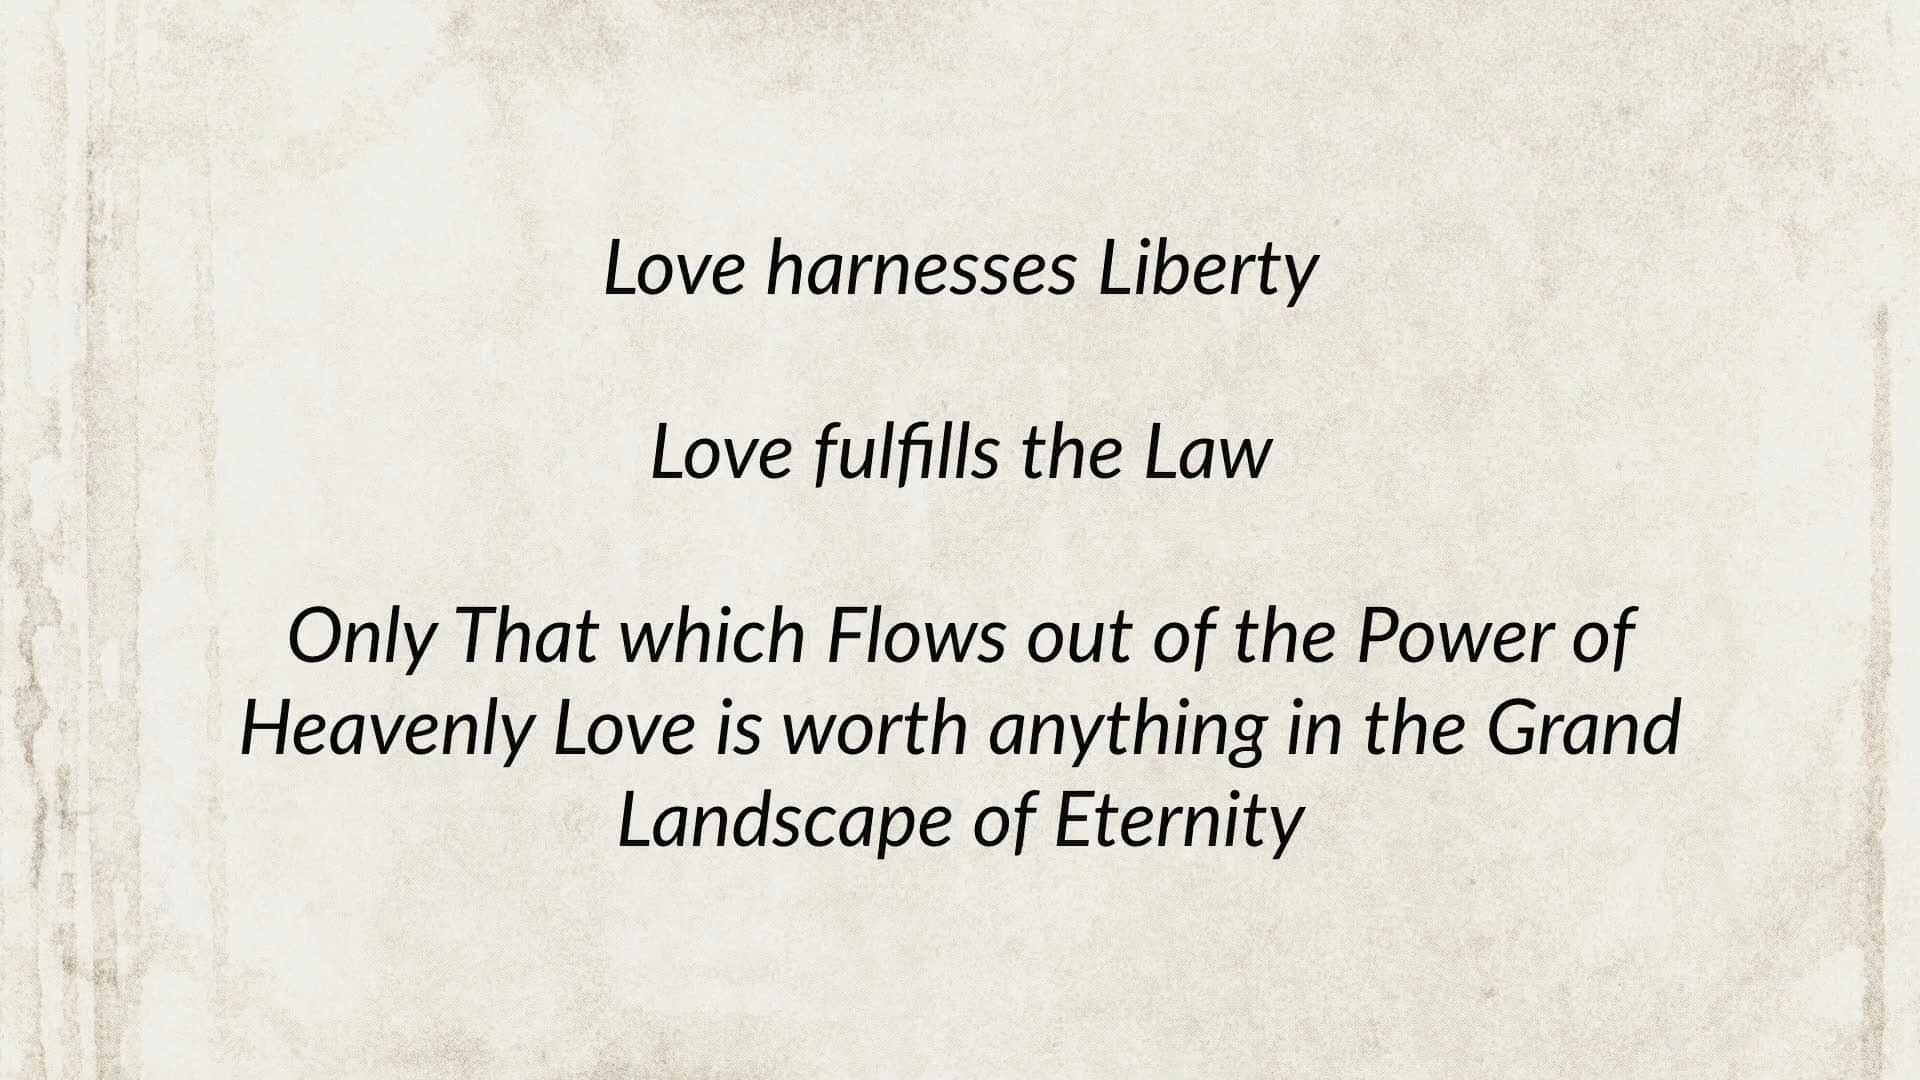 Love harnesses Liberty
Love fulfills the Law
Only That which Flows out of the Power of
Heavenly Love is worth anything in the Grand
Landscape of Eternity